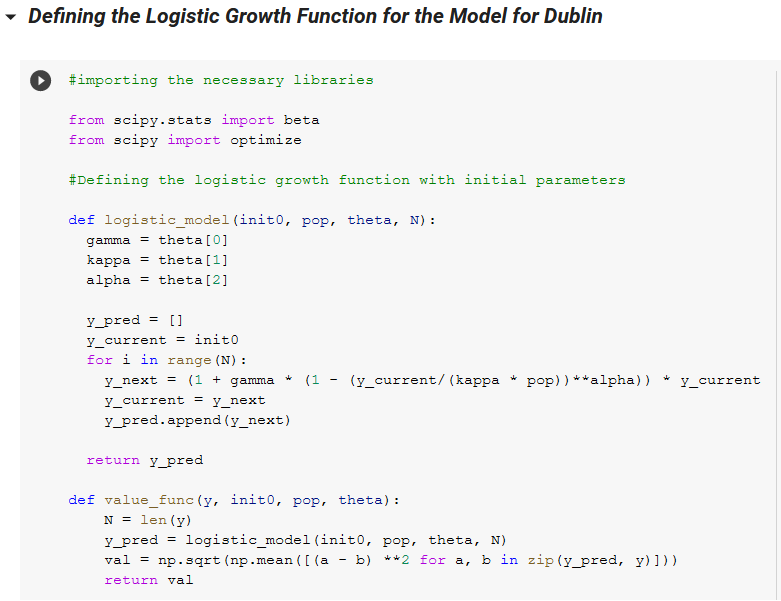 Defining the Logistic Growth Function for the Model for Dublin
#importing the necessary libraries
from scipy.stats import beta
from scipy import optimize
#Defining the logistic growth function with initial parameters
def logistic_model(init0, pop, theta, N):
  gamma = theta[0]
  kappa = theta[1]
  alpha = theta[2]
  y_pred = []
  y_current = init0
  for i in range(N):
    y_next = (1 + gamma * (1 - (y_current/(kappa * pop))**alpha)) * y_current
    y_current = y_next
    y_pred.append(y_next)
  return y_pred
def value_func(y, init0, pop, theta):
    N = len(y)
    y_pred = logistic_model(init0, pop, theta, N)
    val = np.sqrt(np.mean([(a - b) **2 for a, b in zip(y_pred, y)]))
    return val